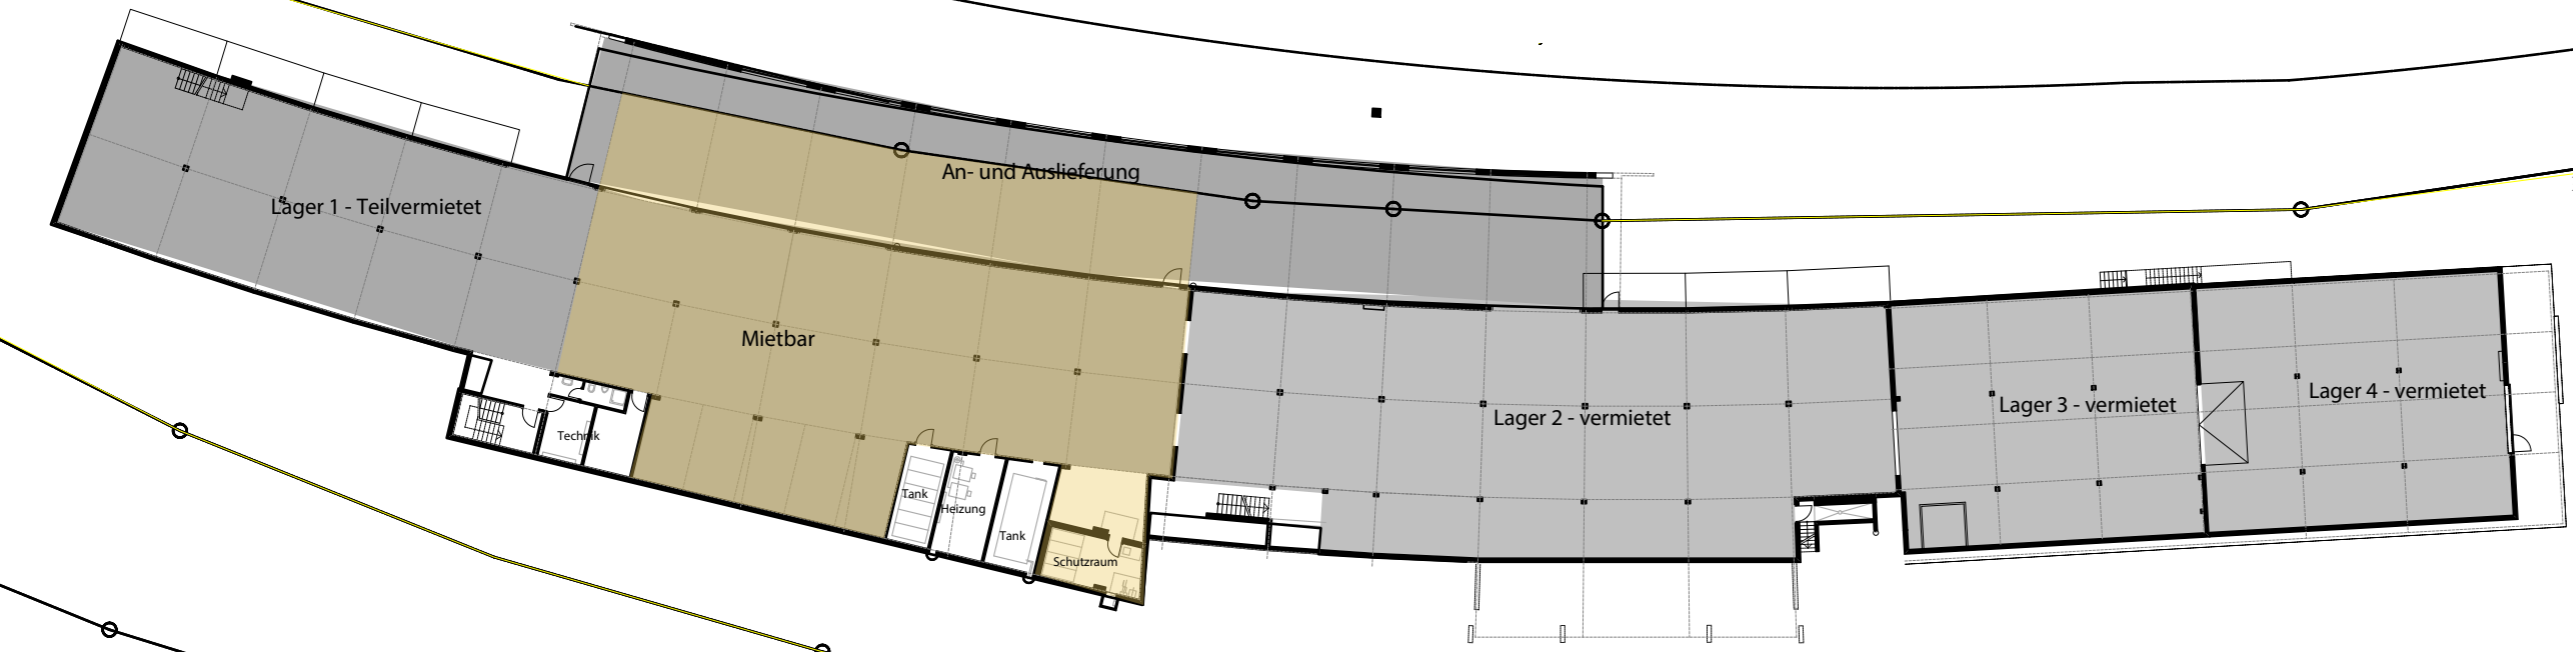 An- und Auslieferung
Lager 1 - Teilvermietet
Mietbar
Lager 2 - vermietet
Lager 3 - vermietet
Lager 4 - vermietet
Technik
Tank
Heizung
Tank
Schutzraum